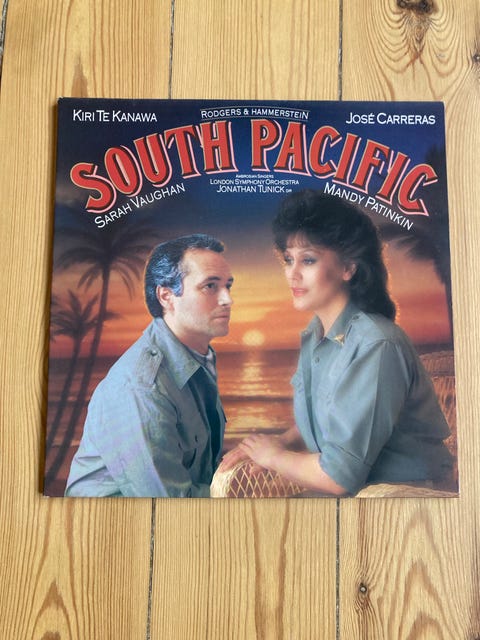 KIRI TE KANAWA
RODGERS & HAMMERSTEIN
JOSÉ CARRERAS
SOUTH PACIFIC
SARAH VAUGHAN
AMBROSIAN SINGERS
LONDON SYMPHONY ORCHESTRA
JONATHAN TUNICK DIR
MANDY PATINKIN